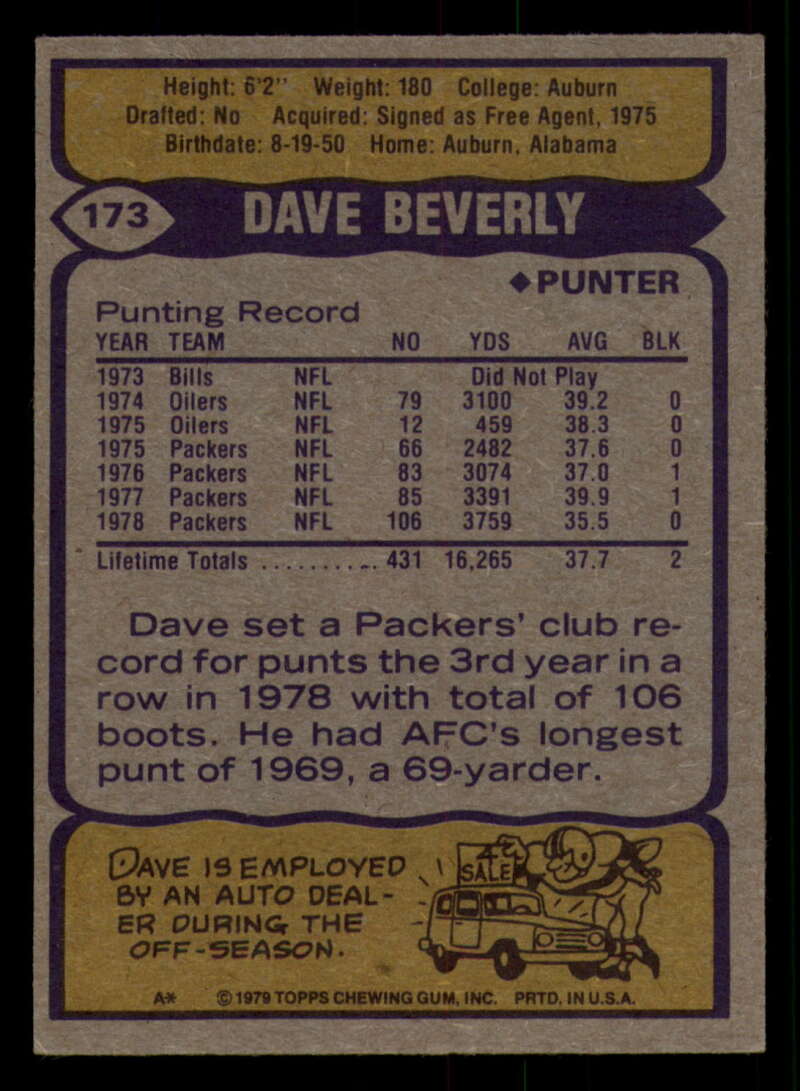 Height: 6'2" Weight: 180 College: Auburn
Drafted: No Acquired: Signed as Free Agent, 1975
Birthdate: 8-19-50 Home: Auburn, Alabama
173 DAVE BEVERLY
♦PUNTER
Punting Record
YEAR TEAM NO YDS AVG BLK
1973 Bills NFL Did Not Play
1974 Oilers NFL 79 3100 39.2 0
1975 Oilers NFL 12 459 38.3 0
1975 Packers NFL 66 2482 37.6 0
1976 Packers NFL 83 3074 37.0 1
1977 Packers NFL 85 3391 39.9 1
1978 Packers NFL 106 3759 35.5 0
Lifetime Totals ........... 431 16,265 37.7 2
Dave set a Packers' club re-
cord for punts the 3rd year in a
row in 1978 with total of 106
boots. He had AFC's longest
punt of 1969, a 69-yarder.
DAVE IS EMPLOYED
BY AN AUTO DEAL-
ER DURING THE
OFF-SEASON.
SALE
A* © 1979 TOPPS CHEWING GUM, INC. PRTD. IN U.S.A.